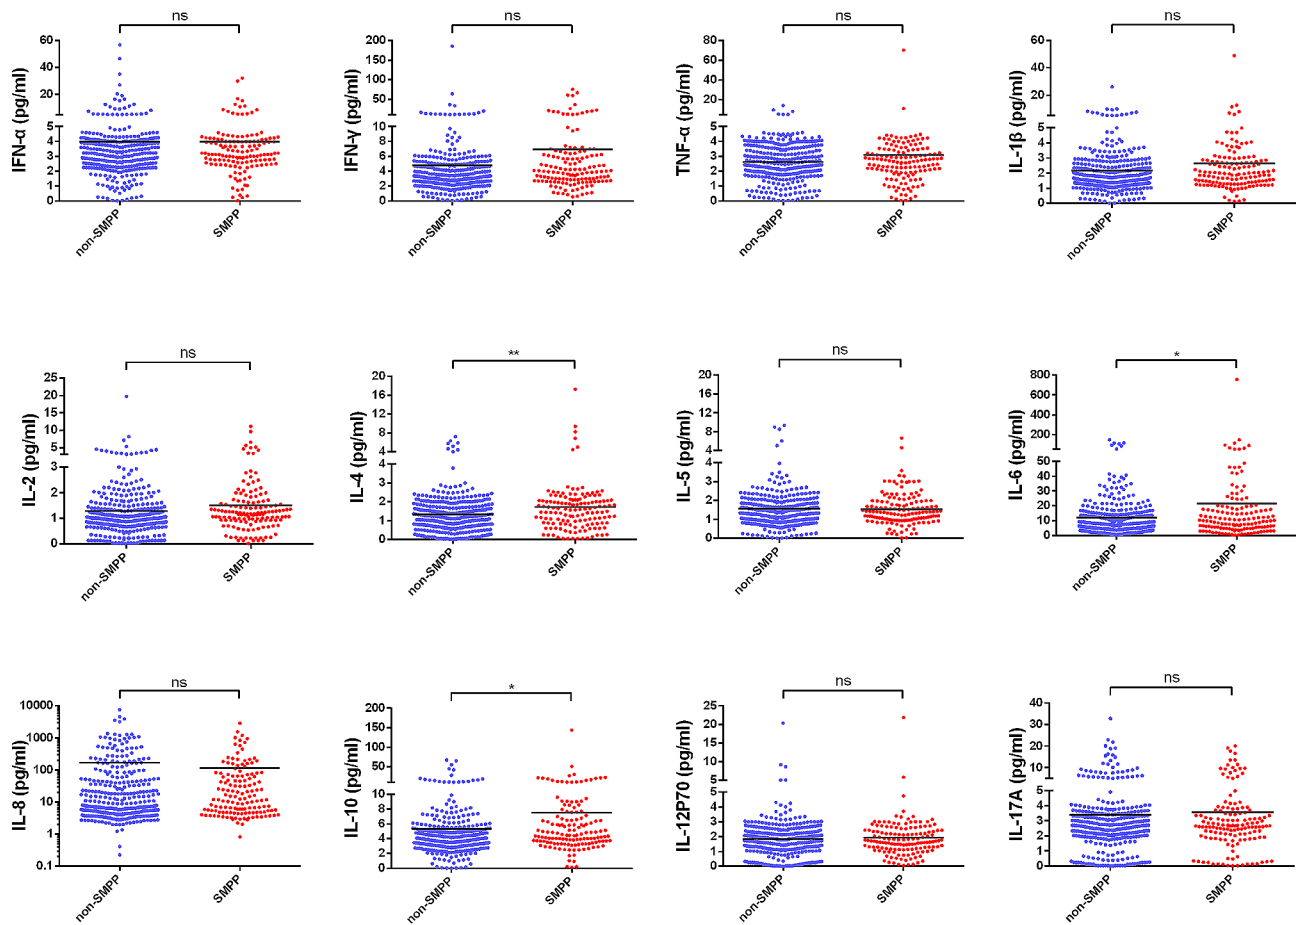 ns
IFN-α (pg/ml)
60
40
20
5
4
3
2
1
0
non-SMPP
SMPP
ns
IFN-γ (pg/ml)
200
150
100
50
10
8
6
4
2
0
non-SMPP
SMPP
ns
TNF-α (pg/ml)
80
60
40
20
5
4
3
2
1
0
non-SMPP
SMPP
ns
IL-1β (pg/ml)
60
40
20
5
4
3
2
1
0
non-SMPP
SMPP
ns
IL-2 (pg/ml)
25
20
15
10
5
3
2
1
0
non-SMPP
SMPP
**
IL-4 (pg/ml)
20
16
12
8
4
4
3
2
1
0
non-SMPP
SMPP
ns
IL-5 (pg/ml)
20
15
10
5
4
3
2
1
0
non-SMPP
SMPP
*
IL-6 (pg/ml)
800
600
400
200
50
40
30
20
10
0
non-SMPP
SMPP
ns
IL-8 (pg/ml)
10000
1000
100
10
1
0.1
non-SMPP
SMPP
*
IL-10 (pg/ml)
200
150
100
50
10
8
6
4
2
0
non-SMPP
SMPP
ns
IL-12P70 (pg/ml)
25
20
15
10
5
5
4
3
2
1
0
non-SMPP
SMPP
ns
IL-17A (pg/ml)
40
30
20
10
5
4
3
2
1
0
non-SMPP
SMPP